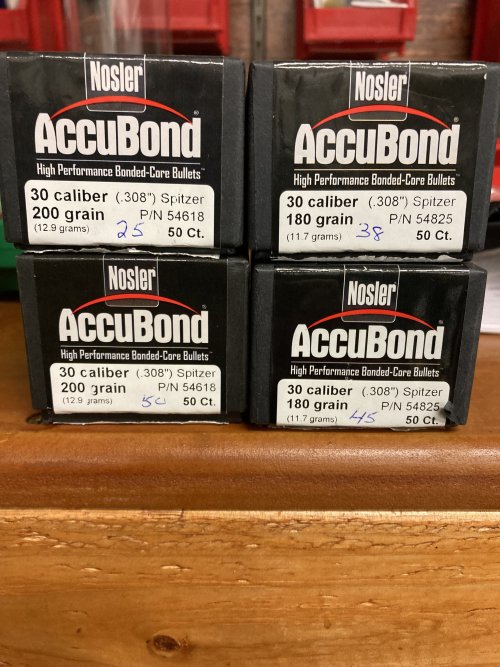 Nosler
AccuBond®
High Performance Bonded-Core Bullets™
30 caliber (.308") Spitzer
200 grain P/N 54618
(12.9 grams) 25 50 Ct.
Nosler
AccuBond®
High Performance Bonded-Core Bullets™
30 caliber (.308") Spitzer
180 grain P/N 54825
(11.7 grams) 38 50 Ct.
Nosler
AccuBond®
High Performance Bonded-Core Bullets™
30 caliber (.308") Spitzer
200 grain P/N 54618
(12.9 grams) 50 50 Ct.
Nosler
AccuBond®
High Performance Bonded-Core Bullets™
30 caliber (.308") Spitzer
180 grain P/N 54825
(11.7 grams) 45 50 Ct.